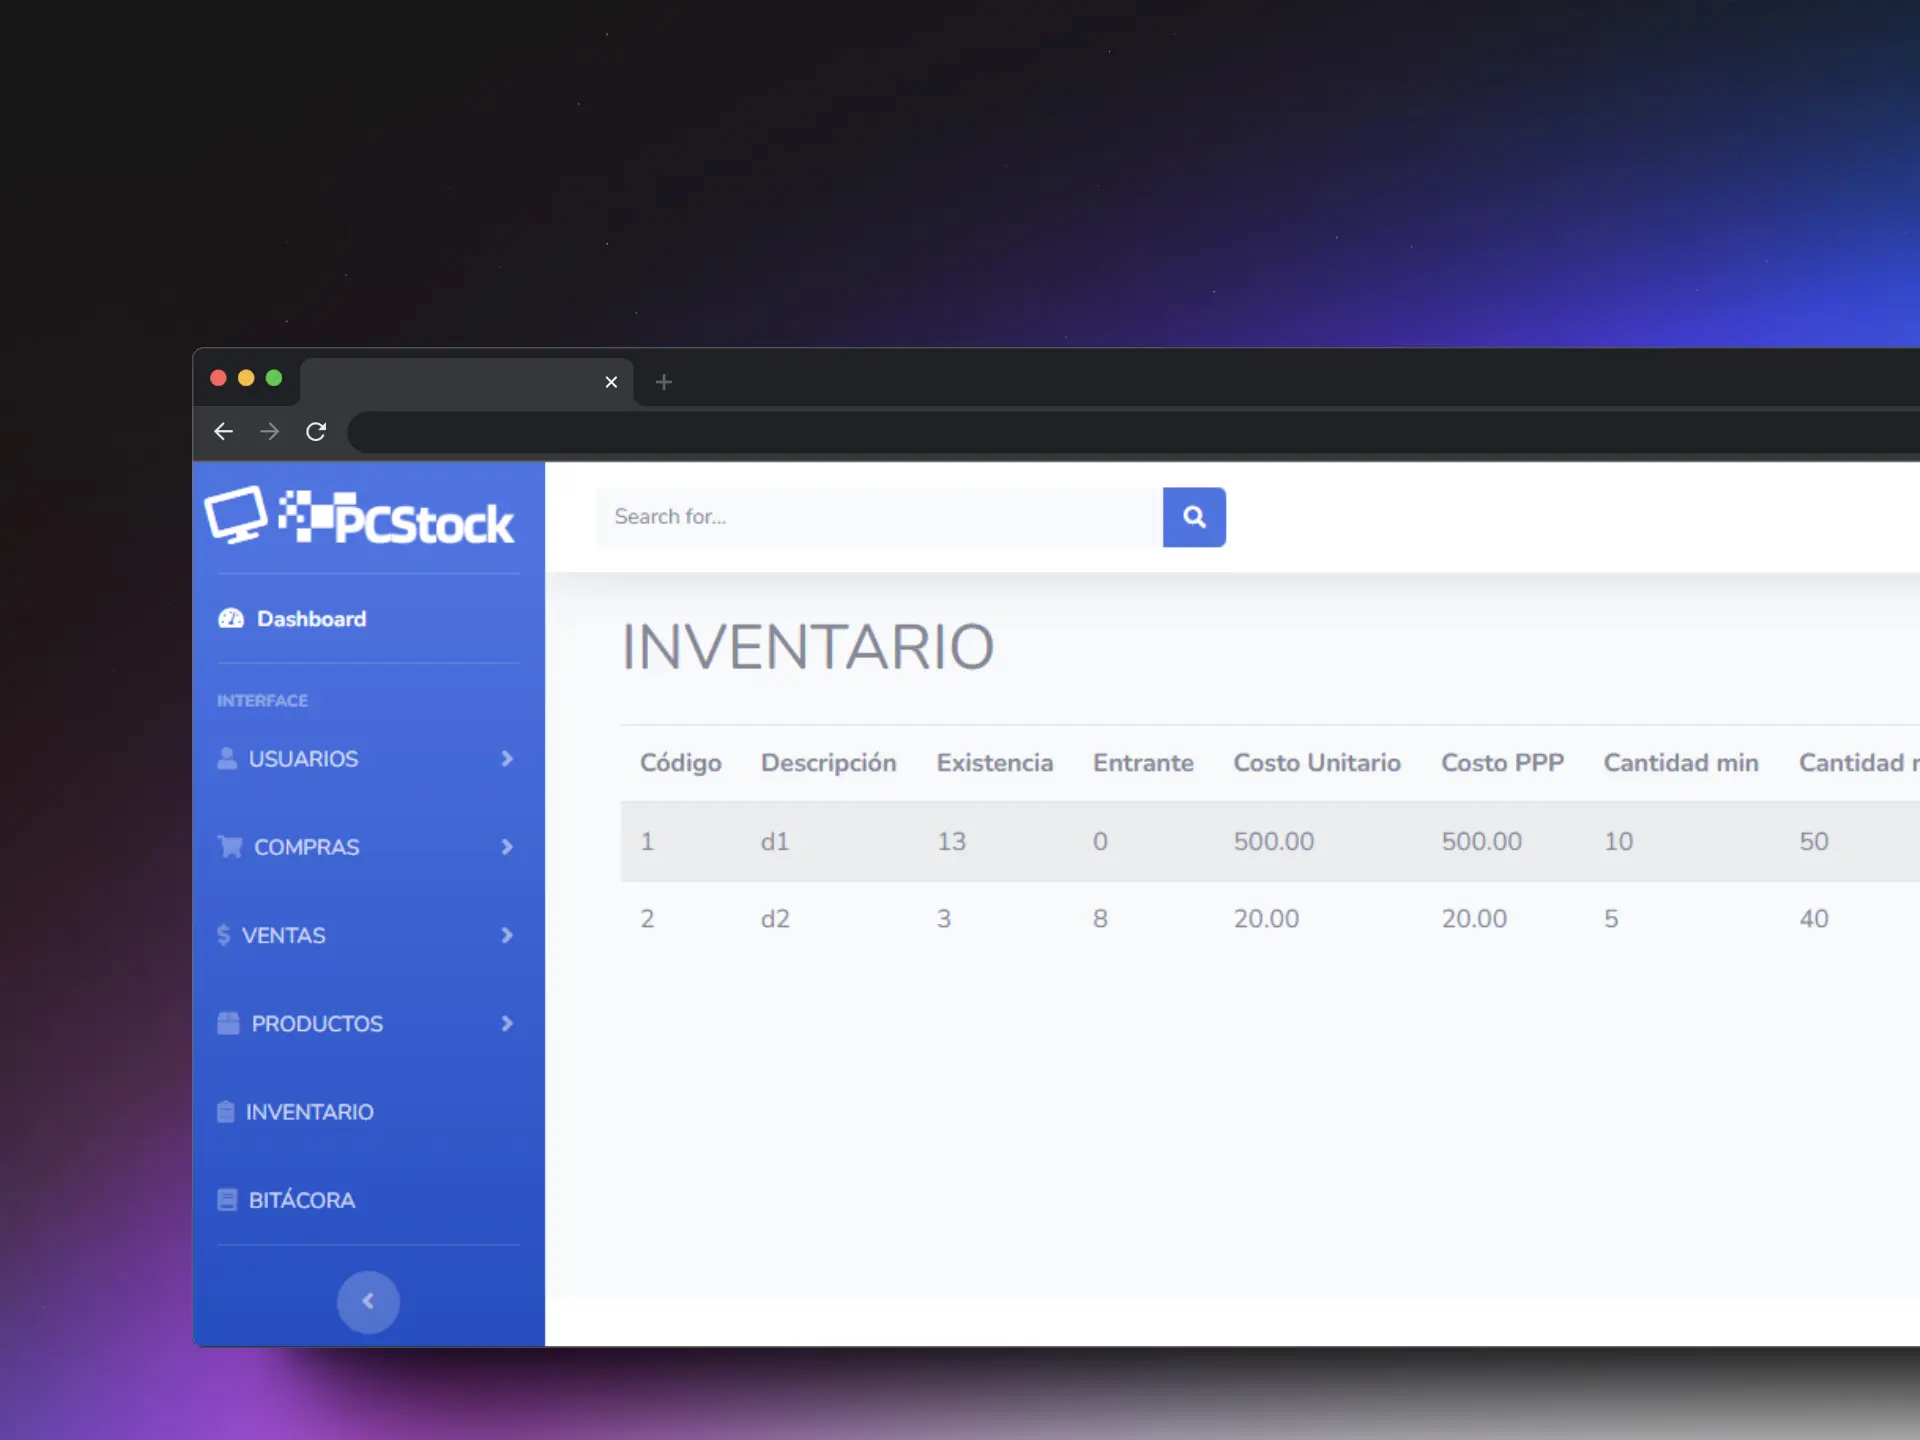 PCStock
Search for...
Dashboard
INTERFACE
USUARIOS
COMPRAS
$ VENTAS
PRODUCTOS
INVENTARIO
BITÁCORA
INVENTARIO
Código Descripción Existencia Entrante Costo Unitario Costo PPP Cantidad min Cantidad
1 d1 13 0 500.00 500.00 10 50
2 d2 3 8 20.00 20.00 5 40